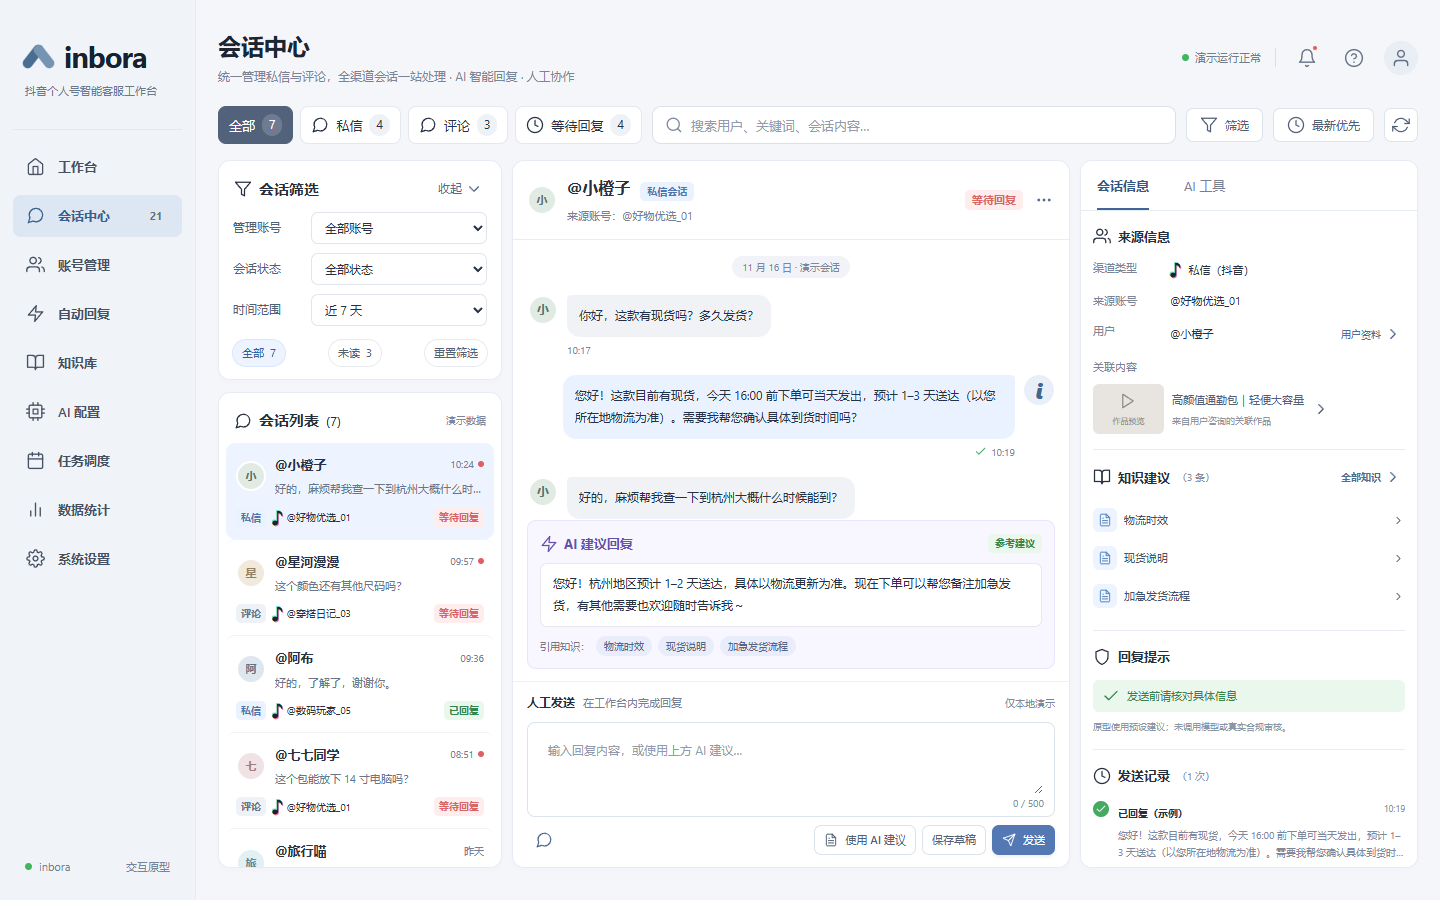 inbora
抖音个人号智能客服工作台
工作台
会话中心 21
账号管理
自动回复
知识库
AI 配置
任务调度
数据统计
系统设置
inbora 交互原型
会话中心
统一管理私信与评论，全渠道会话一站处理 · AI 智能回复 · 人工协作
演示运行正常
全部 7
私信 4
评论 3
等待回复 4
搜索用户、关键词、会话内容...
筛选
最新优先
会话筛选 收起
管理账号 全部账号
会话状态 全部状态
时间范围 近 7 天
全部 7 未读 3 重置筛选
会话列表 (7) 演示数据
小 @小橙子 10:24
好的，麻烦帮我查一下到杭州大概什么时...
私信 @好物优选_01 等待回复
星 @星河漫漫 09:57
这个颜色还有其他尺码吗？
评论 @穿搭日记_03 等待回复
阿 @阿布 09:36
好的，了解了，谢谢你。
私信 @数码玩家_05 已回复
七 @七七同学 08:51
这个包能放下 14 寸电脑吗？
评论 @好物优选_01 等待回复
旅 @旅行喵 昨天
小 @小橙子 私信会话
来源账号：@好物优选_01
等待回复
11 月 16 日 · 演示会话
小 你好，这款有现货吗？多久发货？
10:17
您好！这款目前有现货，今天 16:00 前下单可当天发出，预计 1–3 天送达（以您
所在地物流为准）。需要我帮您确认具体到货时间吗？
i
10:19
小 好的，麻烦帮我查一下到杭州大概什么时候能到？
AI 建议回复 参考建议
您好！杭州地区预计 1–2 天送达，具体以物流更新为准。现在下单可以帮您备注加急发
货，有其他需要也欢迎随时告诉我～
引用知识： 物流时效 现货说明 加急发货流程
人工发送 在工作台内完成回复 仅本地演示
输入回复内容，或使用上方 AI 建议...
0 / 500
使用 AI 建议 保存草稿 发送
会话信息 AI 工具
来源信息
渠道类型 私信（抖音）
来源账号 @好物优选_01
用户 @小橙子 用户资料
关联内容
作品预览
高颜值通勤包｜轻便大容量
来自用户咨询的关联作品
知识建议 （3 条） 全部知识
物流时效
现货说明
加急发货流程
回复提示
发送前请核对具体信息
原型使用预设建议；未调用模型或真实合规审核。
发送记录 （1 次）
已回复（示例） 10:19
您好！这款目前有现货，今天 16:00 前下单可当天发出，预计 1–
3 天送达（以您所在地物流为准）。需要我帮您确认具体到货时...